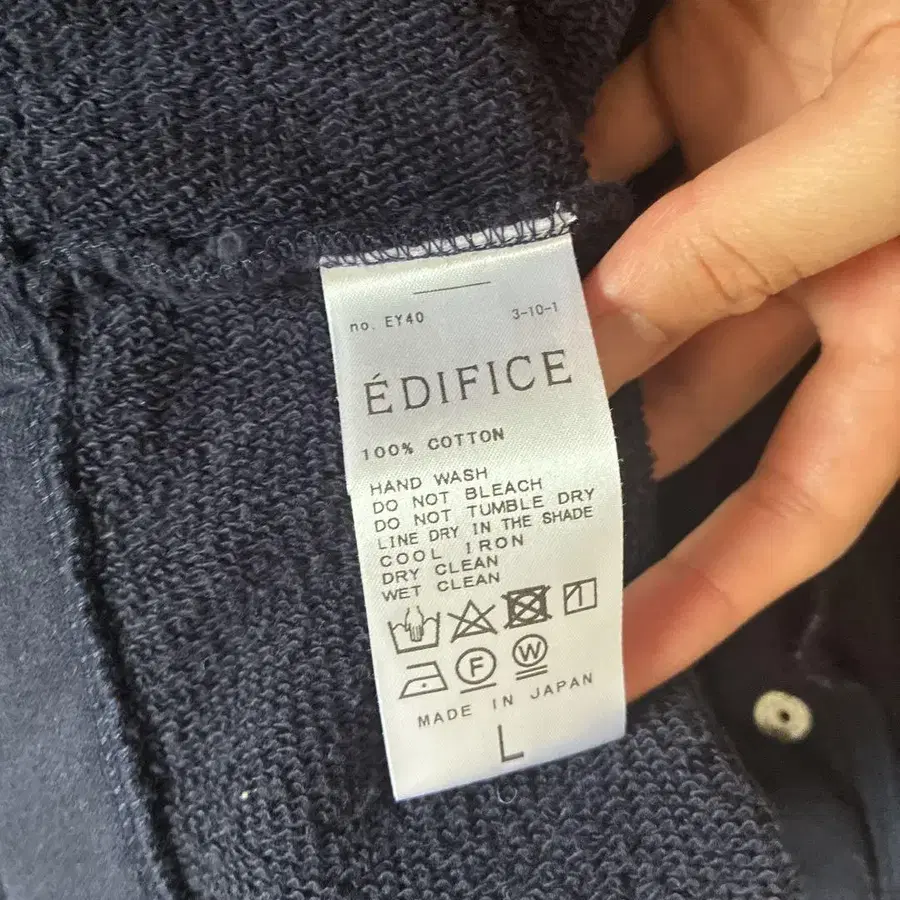 no. EY40 3-10-1
ÉDIFICE
100% COTTON
HAND WASH
DO NOT BLEACH
DO NOT TUMBLE DRY
LINE DRY IN THE SHADE
COOL IRON
DRY CLEAN
WET CLEAN
F W
MADE IN JAPAN
L